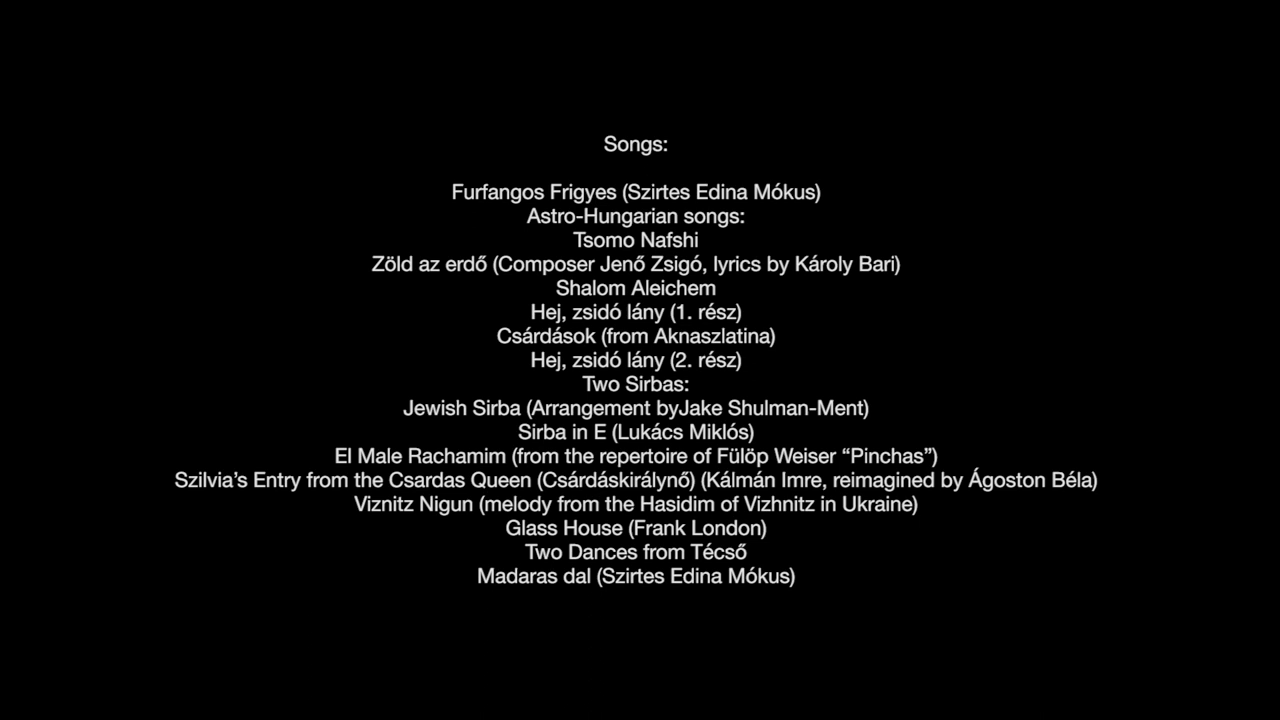 Songs:
Furfangos Frigyes (Szirtes Edina Mókus)
Astro-Hungarian songs:
Tsomo Nafshi
Zöld az erdő (Composer Jenő Zsigó, lyrics by Károly Bari)
Shalom Aleichem
Hej, zsidó lány (1. rész)
Csárdások (from Aknaszlatina)
Hej, zsidó lány (2. rész)
Two Sirbas:
Jewish Sirba (Arrangement byJake Shulman-Ment)
Sirba in E (Lukács Miklós)
El Male Rachamim (from the repertoire of Fülöp Weiser “Pinchas”)
Szilvia’s Entry from the Csardas Queen (Csárdáskirálynő) (Kálmán Imre, reimagined by Ágoston Béla)
Viznitz Nigun (melody from the Hasidim of Vizhnitz in Ukraine)
Glass House (Frank London)
Two Dances from Técső
Madaras dal (Szirtes Edina Mókus)